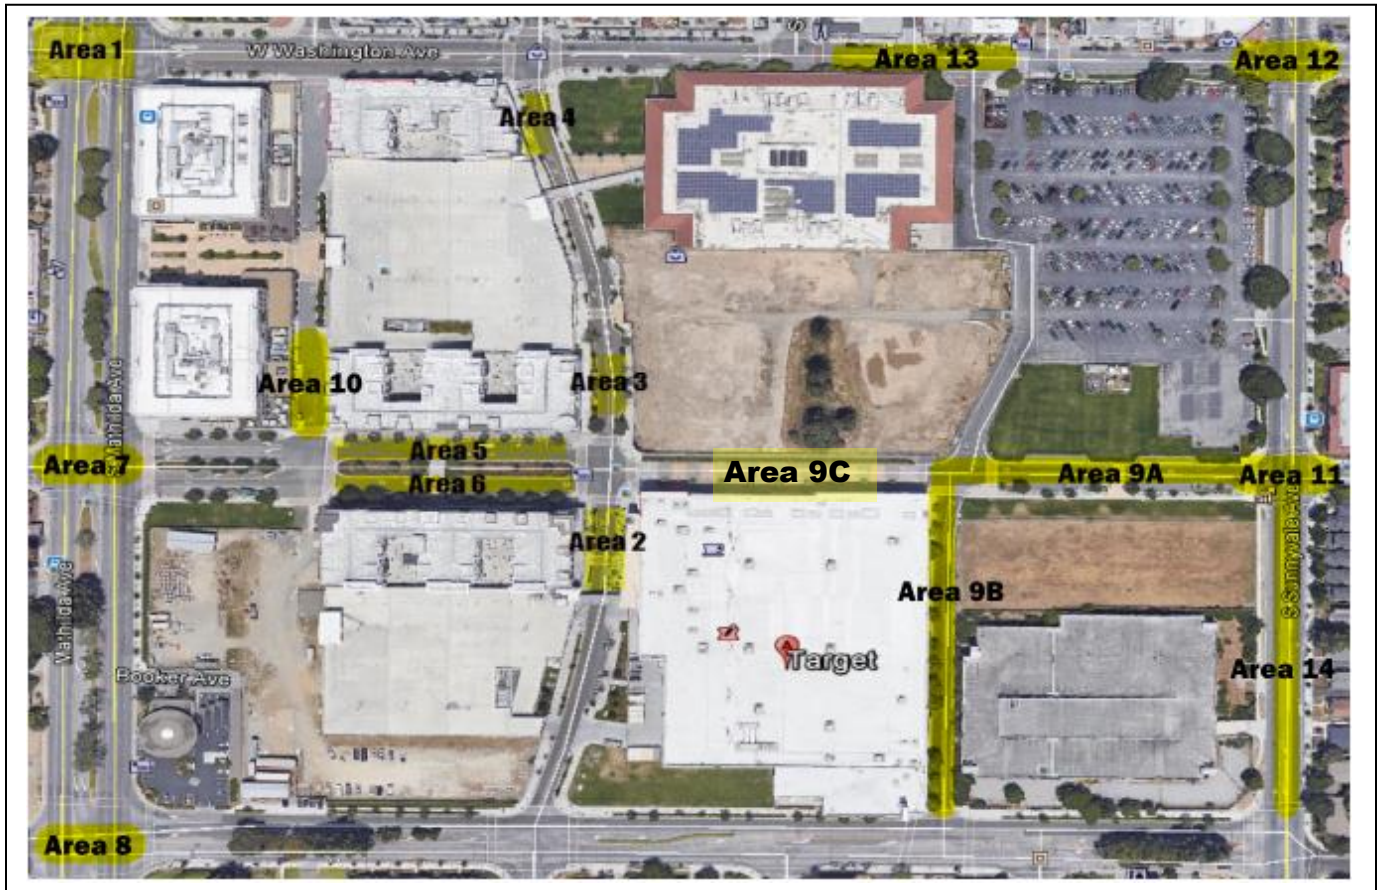 Area 1
W Washington Ave
Area 13
Area 12
Area 4
Area 10
Area 3
Mathilda Ave
Area 5
Area 7
Area 6
Area 9C
Area 9A
Area 11
Area 2
S Sunnyvale Ave
Area 9B
Mathilda Ave
Target
Area 14
Booker Ave
Area 8